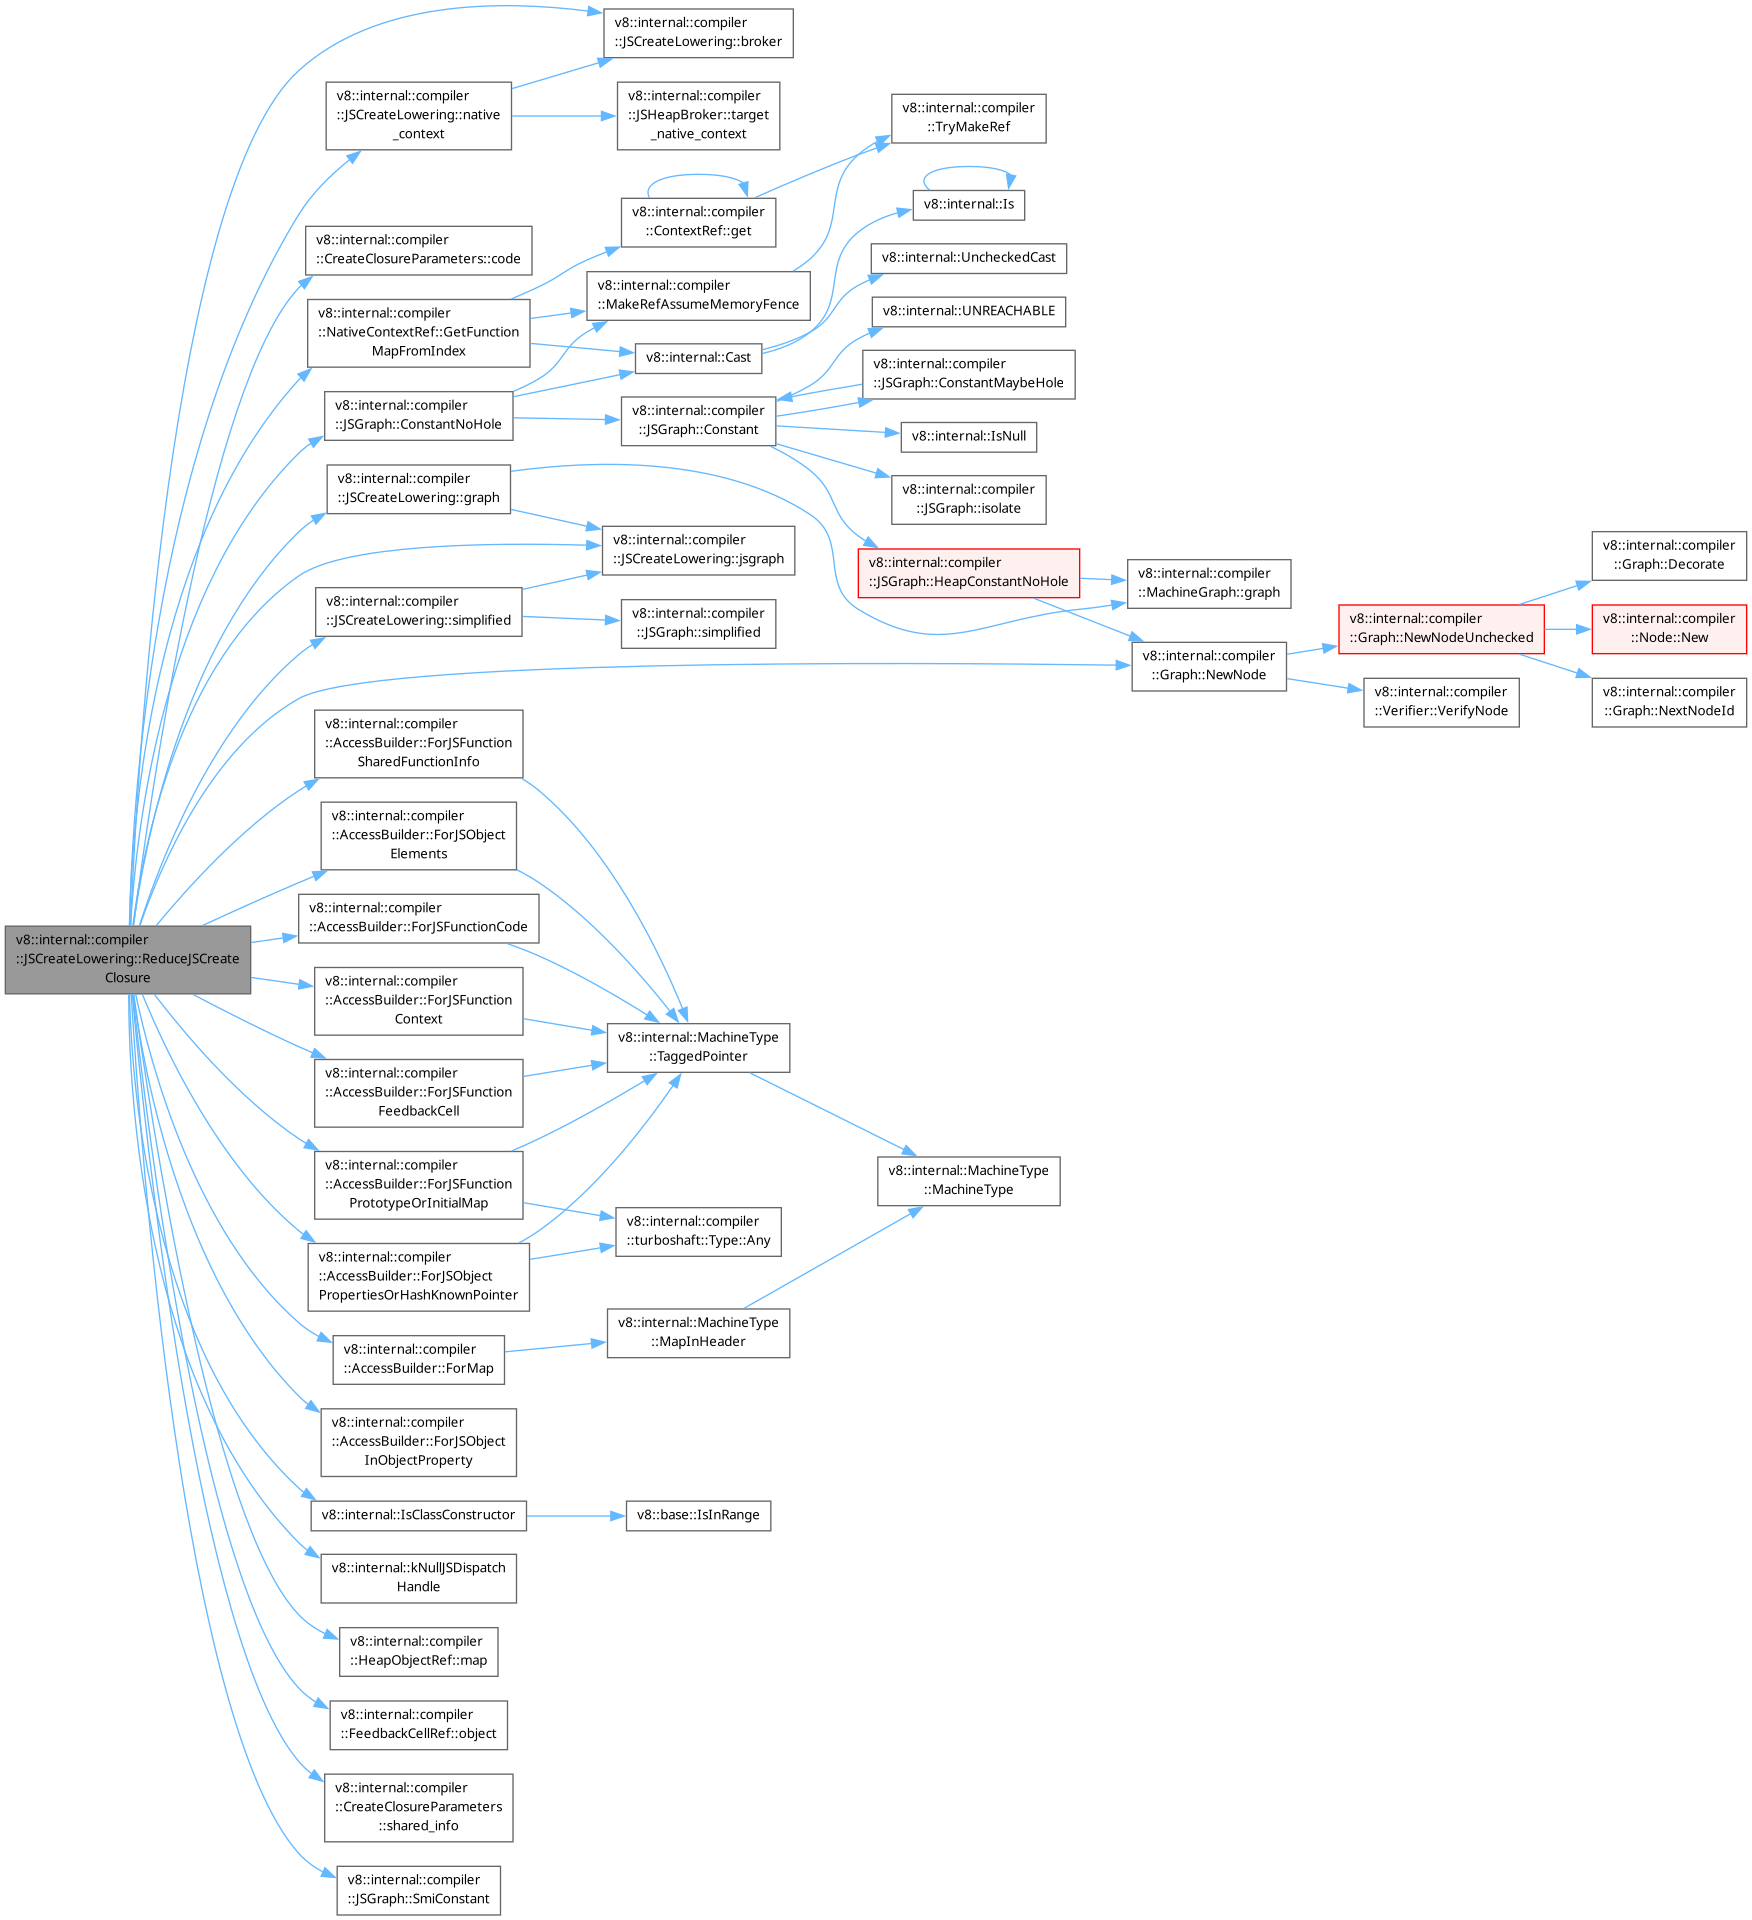 v8::internal::compiler
::JSCreateLowering::ReduceJSCreate
Closure
v8::internal::compiler
::JSCreateLowering::broker
v8::internal::compiler
::JSCreateLowering::native
_context
v8::internal::compiler
::JSHeapBroker::target
_native_context
v8::internal::compiler
::CreateClosureParameters::code
v8::internal::compiler
::NativeContextRef::GetFunction
MapFromIndex
v8::internal::compiler
::ContextRef::get
v8::internal::compiler
::TryMakeRef
v8::internal::compiler
::MakeRefAssumeMemoryFence
v8::internal::Cast
v8::internal::Is
v8::internal::UncheckedCast
v8::internal::compiler
::JSGraph::ConstantNoHole
v8::internal::compiler
::JSGraph::Constant
v8::internal::UNREACHABLE
v8::internal::compiler
::JSGraph::ConstantMaybeHole
v8::internal::IsNull
v8::internal::compiler
::JSGraph::isolate
v8::internal::compiler
::JSGraph::HeapConstantNoHole
v8::internal::compiler
::MachineGraph::graph
v8::internal::compiler
::Graph::NewNode
v8::internal::compiler
::Graph::NewNodeUnchecked
v8::internal::compiler
::Graph::Decorate
v8::internal::compiler
::Node::New
v8::internal::compiler
::Graph::NextNodeId
v8::internal::compiler
::Verifier::VerifyNode
v8::internal::compiler
::JSCreateLowering::graph
v8::internal::compiler
::JSCreateLowering::jsgraph
v8::internal::compiler
::JSCreateLowering::simplified
v8::internal::compiler
::JSGraph::simplified
v8::internal::compiler
::AccessBuilder::ForJSFunction
SharedFunctionInfo
v8::internal::compiler
::AccessBuilder::ForJSObject
Elements
v8::internal::compiler
::AccessBuilder::ForJSFunctionCode
v8::internal::compiler
::AccessBuilder::ForJSFunction
Context
v8::internal::compiler
::AccessBuilder::ForJSFunction
FeedbackCell
v8::internal::compiler
::AccessBuilder::ForJSFunction
PrototypeOrInitialMap
v8::internal::compiler
::AccessBuilder::ForJSObject
PropertiesOrHashKnownPointer
v8::internal::MachineType
::TaggedPointer
v8::internal::compiler
::turboshaft::Type::Any
v8::internal::MachineType
::MachineType
v8::internal::compiler
::AccessBuilder::ForMap
v8::internal::MachineType
::MapInHeader
v8::internal::compiler
::AccessBuilder::ForJSObject
InObjectProperty
v8::internal::IsClassConstructor
v8::base::IsInRange
v8::internal::kNullJSDispatch
Handle
v8::internal::compiler
::HeapObjectRef::map
v8::internal::compiler
::FeedbackCellRef::object
v8::internal::compiler
::CreateClosureParameters
::shared_info
v8::internal::compiler
::JSGraph::SmiConstant